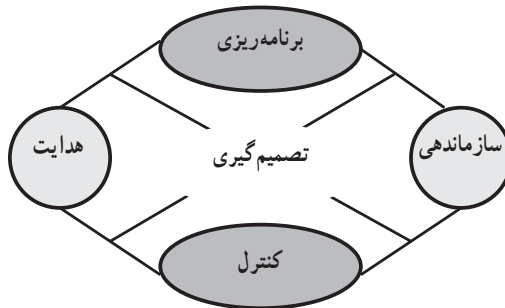 برنامه‌ریزی
سازماندهی
تصمیم‌گیری
هدایت
کنترل